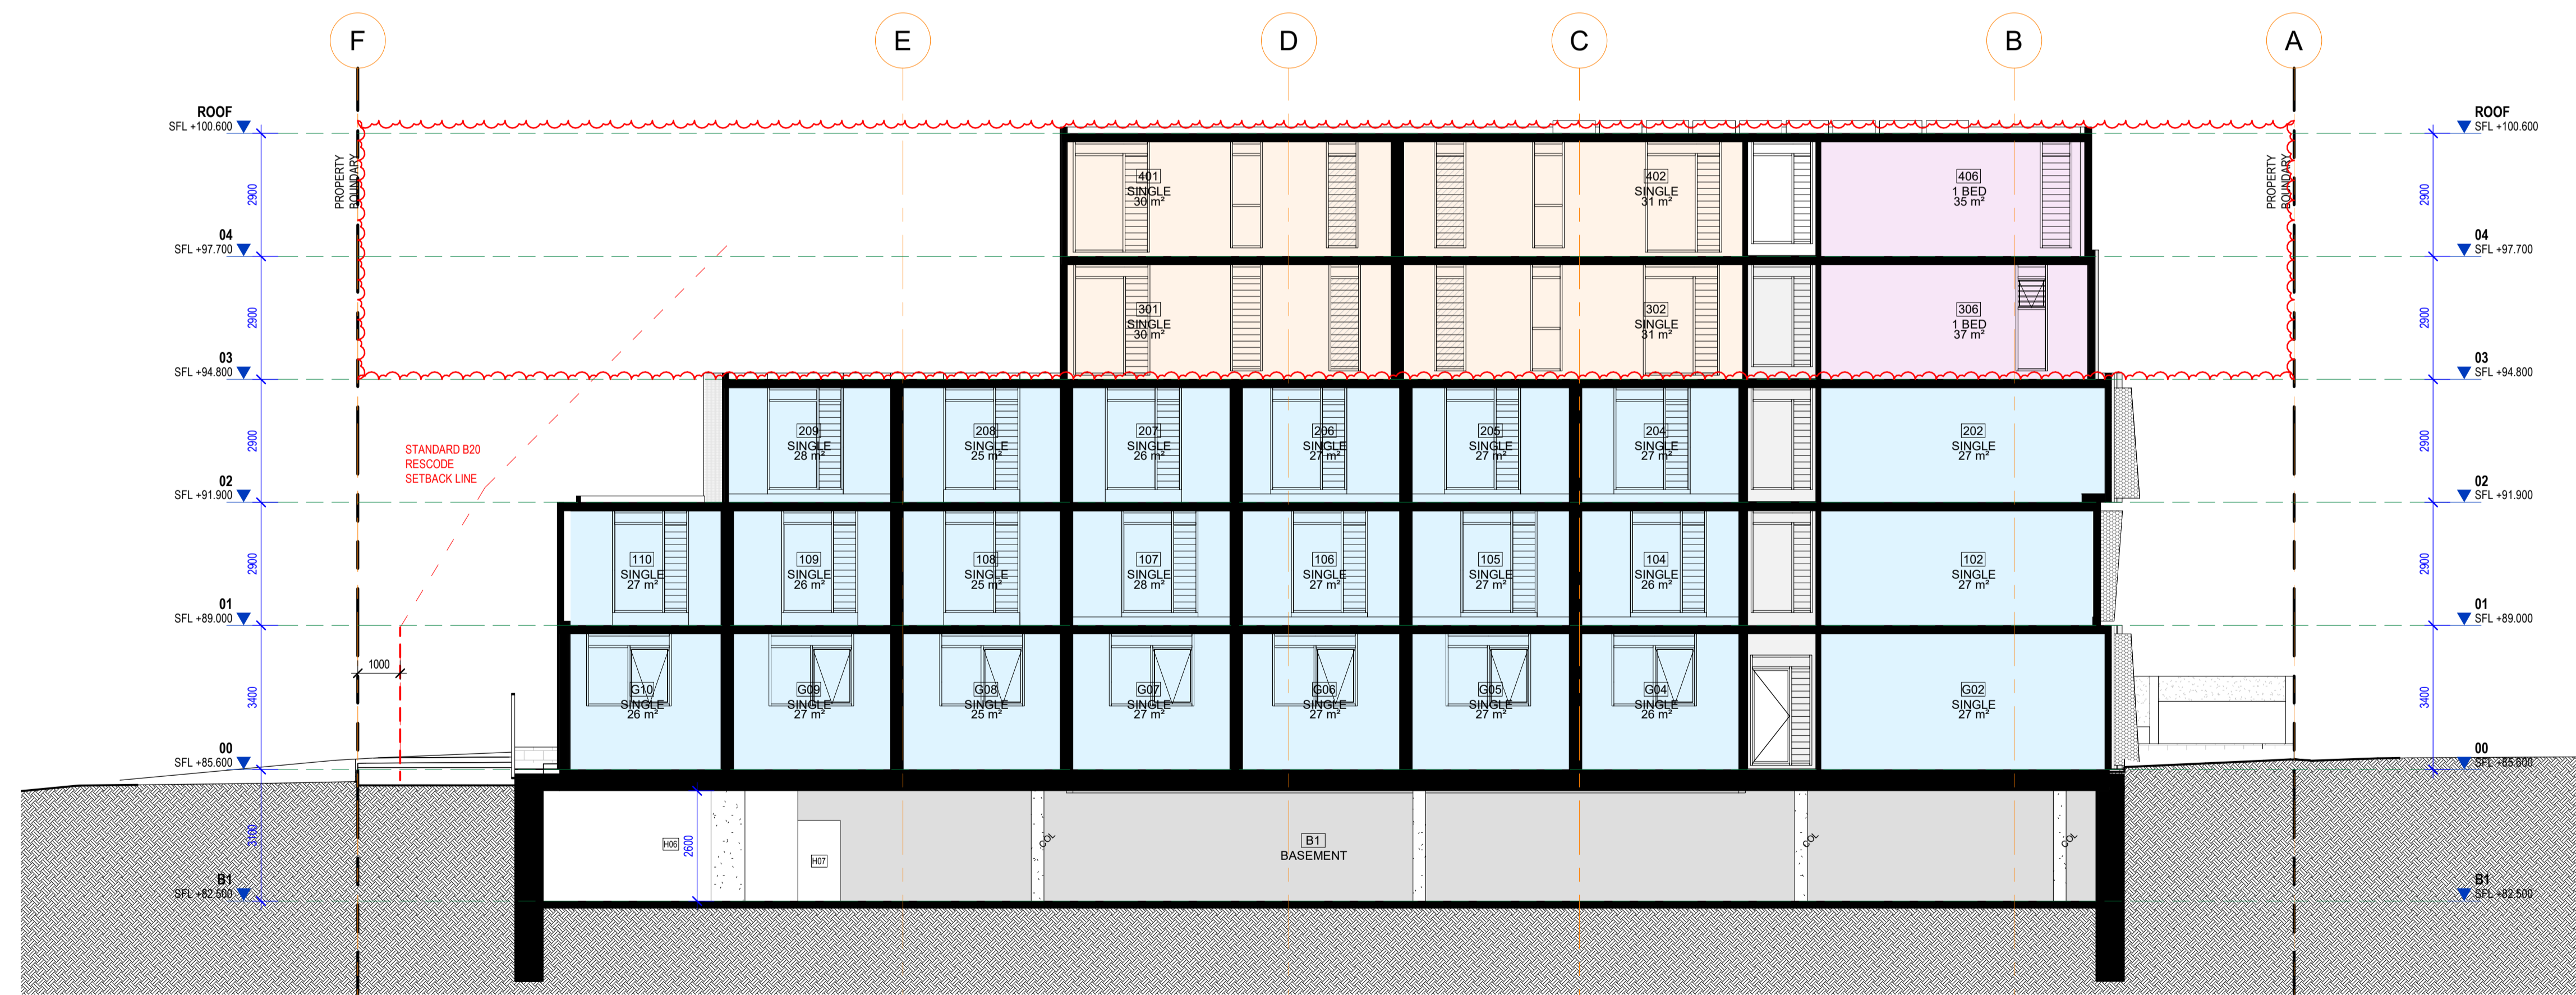 F
E
D
C
B
A
ROOF
SFL +100.600
ROOF
SFL +100.600
PROPERTY
BOUNDARY
PROPERTY
BOUNDARY
2900
401
SINGLE
30 m²
402
SINGLE
31 m²
406
1 BED
35 m²
2900
04
SFL +97.700
04
SFL +97.700
2900
301
SINGLE
30 m²
302
SINGLE
31 m²
306
1 BED
37 m²
2900
03
SFL +94.800
03
SFL +94.800
STANDARD B20
RESCODE
SETBACK LINE
2900
209
SINGLE
28 m²
208
SINGLE
25 m²
207
SINGLE
26 m²
206
SINGLE
27 m²
205
SINGLE
27 m²
204
SINGLE
27 m²
202
SINGLE
27 m²
2900
02
SFL +91.900
02
SFL +91.900
2900
110
SINGLE
27 m²
109
SINGLE
26 m²
108
SINGLE
25 m²
107
SINGLE
28 m²
106
SINGLE
27 m²
105
SINGLE
27 m²
104
SINGLE
26 m²
102
SINGLE
27 m²
2900
01
SFL +89.000
01
SFL +89.000
1000
3400
G10
SINGLE
26 m²
G09
SINGLE
27 m²
G08
SINGLE
25 m²
G07
SINGLE
27 m²
G06
SINGLE
27 m²
G05
SINGLE
27 m²
G04
SINGLE
26 m²
G02
SINGLE
27 m²
3400
00
SFL +85.600
00
SFL +85.600
3100
H06
2600
H07
COL
B1
BASEMENT
COL
COL
B1
SFL +82.500
B1
SFL +82.500